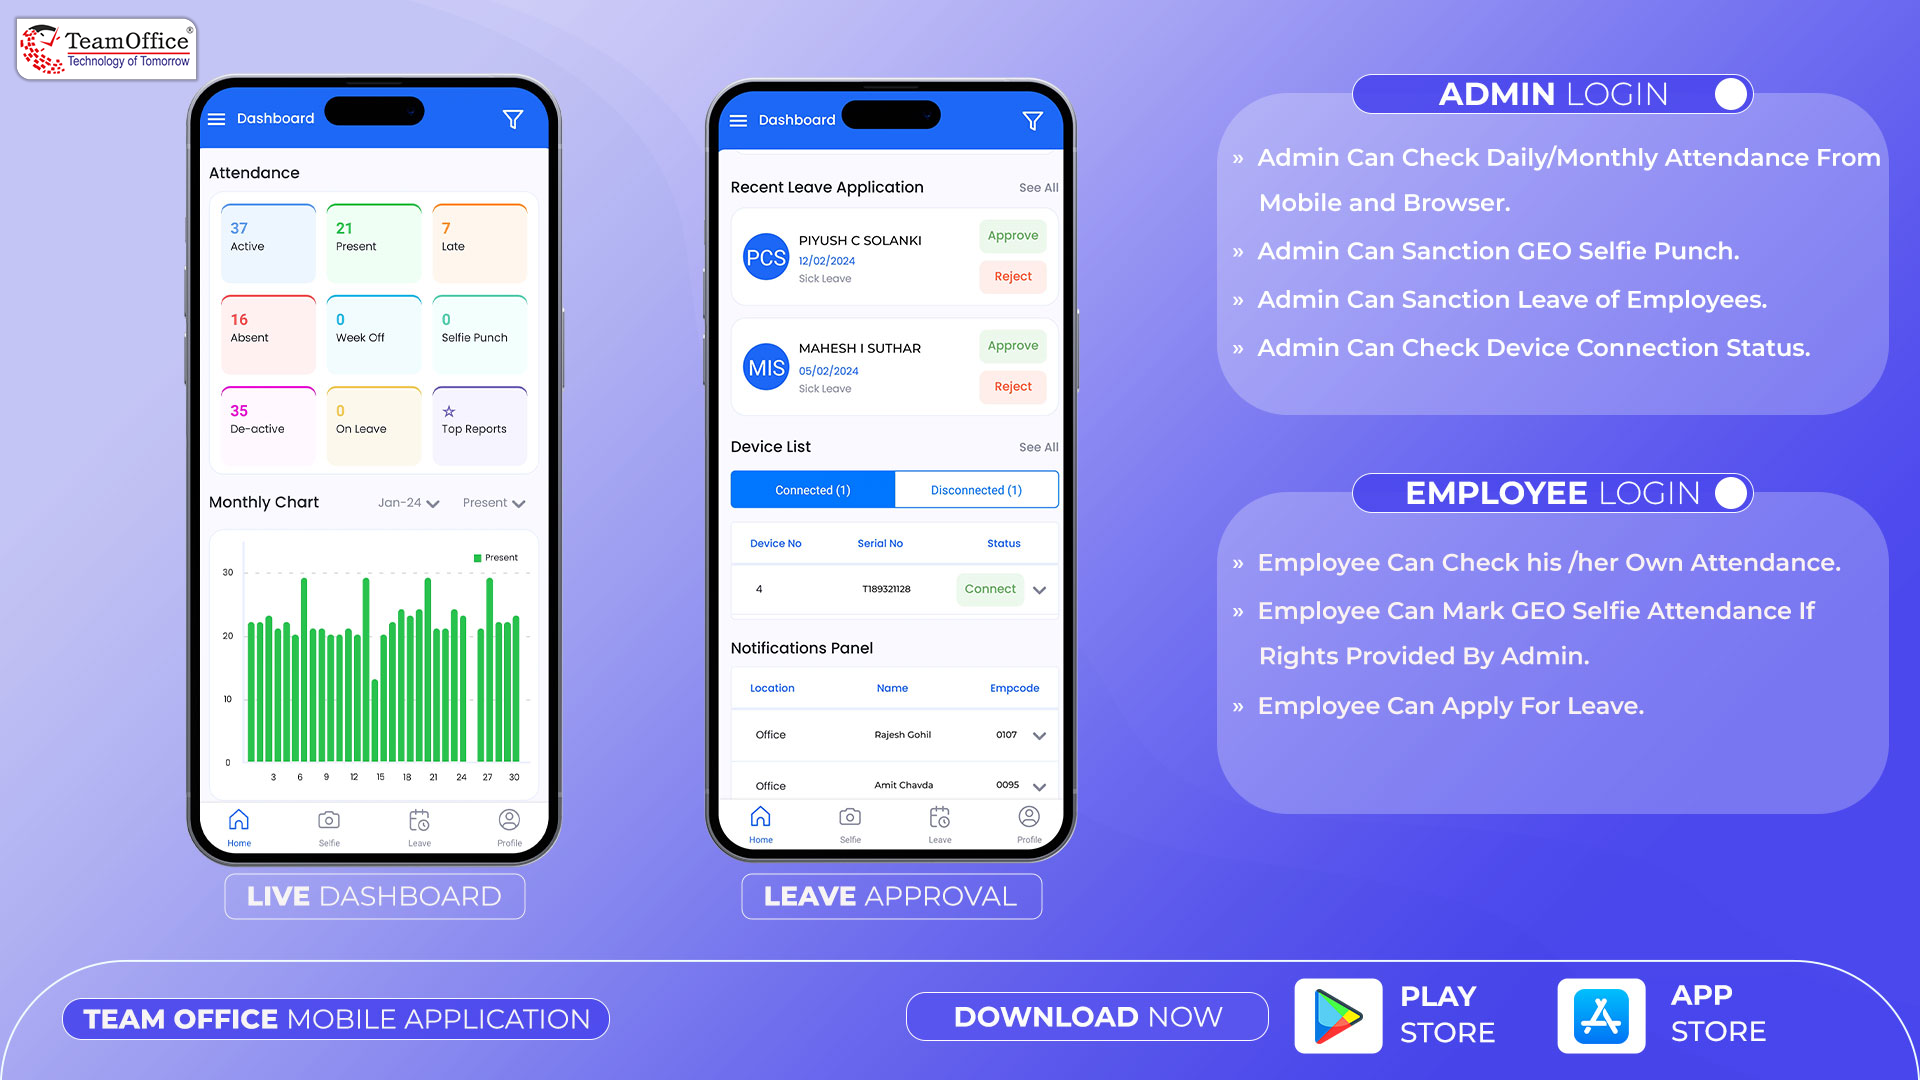 TeamOffice®
Technology of Tomorrow
Dashboard
Attendance
37
Active
21
Present
7
Late
16
Absent
0
Week Off
0
Selfie Punch
35
De-active
0
On Leave
Top Reports
Monthly Chart
Jan-24
Present
Present
30
20
10
0
3 6 9 12 15 18 21 24 27 30
Home Selfie Leave Profile
LIVE DASHBOARD
Dashboard
Recent Leave Application See All
PCS
PIYUSH C SOLANKI
12/02/2024
Sick Leave
Approve
Reject
MIS
MAHESH I SUTHAR
05/02/2024
Sick Leave
Approve
Reject
Device List See All
Connected (1) Disconnected (1)
Device No Serial No Status
4 T189321128 Connect
Notifications Panel
Location Name Empcode
Office Rajesh Gohil 0107
Office Amit Chavda 0095
Home Selfie Leave Profile
LEAVE APPROVAL
ADMIN LOGIN
» Admin Can Check Daily/Monthly Attendance From
Mobile and Browser.
» Admin Can Sanction GEO Selfie Punch.
» Admin Can Sanction Leave of Employees.
» Admin Can Check Device Connection Status.
EMPLOYEE LOGIN
» Employee Can Check his /her Own Attendance.
» Employee Can Mark GEO Selfie Attendance If
Rights Provided By Admin.
» Employee Can Apply For Leave.
TEAM OFFICE MOBILE APPLICATION
DOWNLOAD NOW
PLAY
STORE
APP
STORE